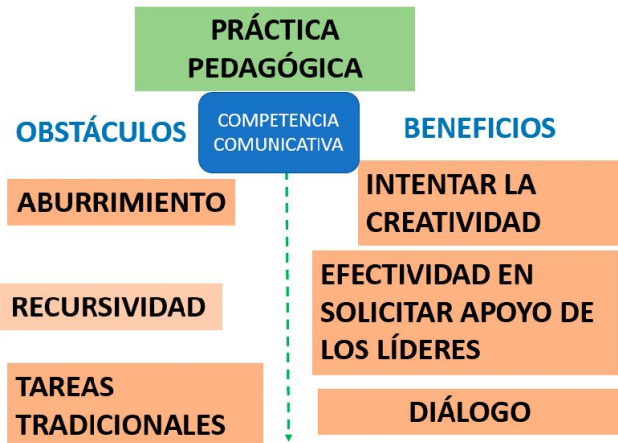 PRÁCTICA
PEDAGÓGICA
OBSTÁCULOS
COMPETENCIA
COMUNICATIVA
BENEFICIOS
ABURRIMIENTO
INTENTAR LA
CREATIVIDAD
RECURSIVIDAD
EFECTIVIDAD EN
SOLICITAR APOYO DE
LOS LÍDERES
TAREAS
TRADICIONALES
DIÁLOGO